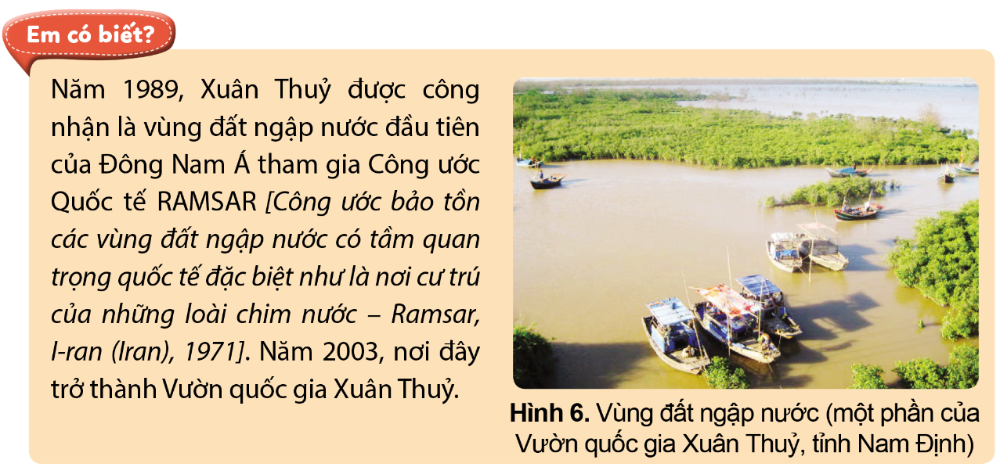 Em có biết?
Năm 1989, Xuân Thuỷ được công
nhận là vùng đất ngập nước đầu tiên
của Đông Nam Á tham gia Công ước
Quốc tế RAMSAR [Công ước bảo tồn
các vùng đất ngập nước có tầm quan
trọng quốc tế đặc biệt như là nơi cư trú
của những loài chim nước – Ramsar,
I-ran (Iran), 1971]. Năm 2003, nơi đây
trở thành Vườn quốc gia Xuân Thuỷ.
Hình 6. Vùng đất ngập nước (một phần của
Vườn quốc gia Xuân Thuỷ, tỉnh Nam Định)